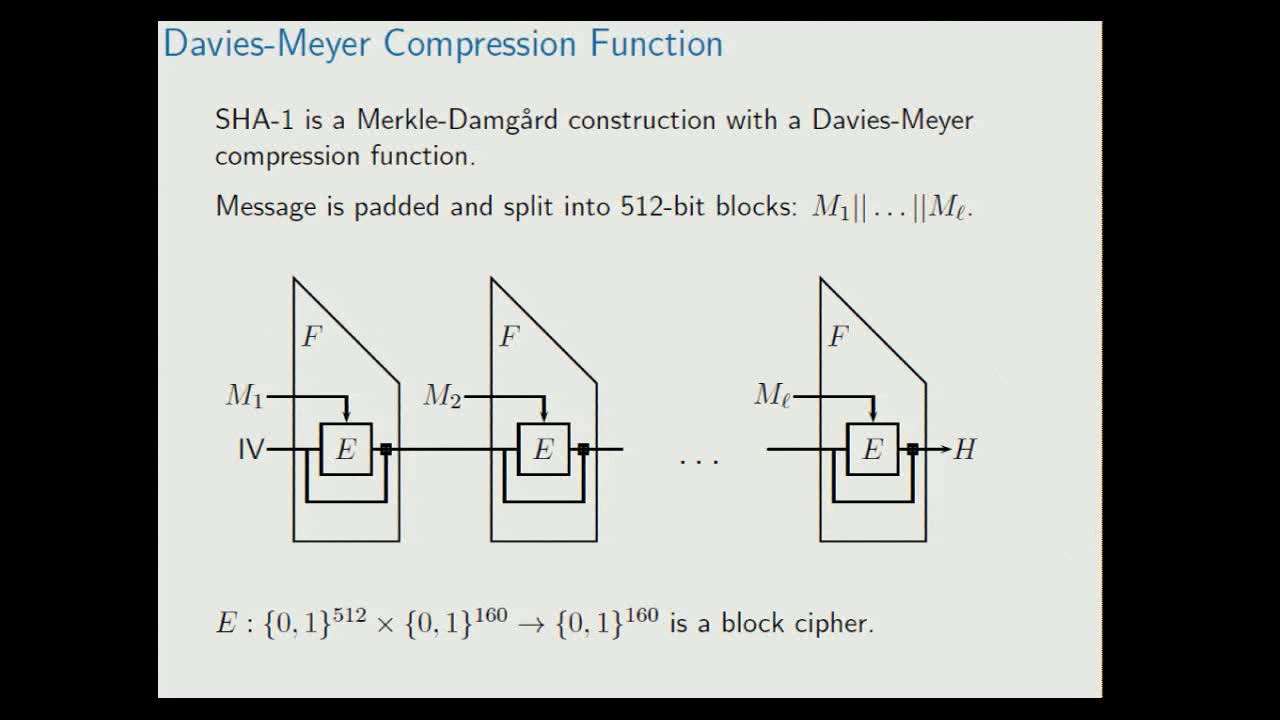 Davies-Meyer Compression Function
SHA-1 is a Merkle-Damgård construction with a Davies-Meyer
compression function.
Message is padded and split into 512-bit blocks: M₁||...||Mℓ.
F F F
M₁ M₂ Mℓ
IV E E ... E H
E : {0, 1}⁵¹² × {0, 1}¹⁶⁰ → {0, 1}¹⁶⁰ is a block cipher.